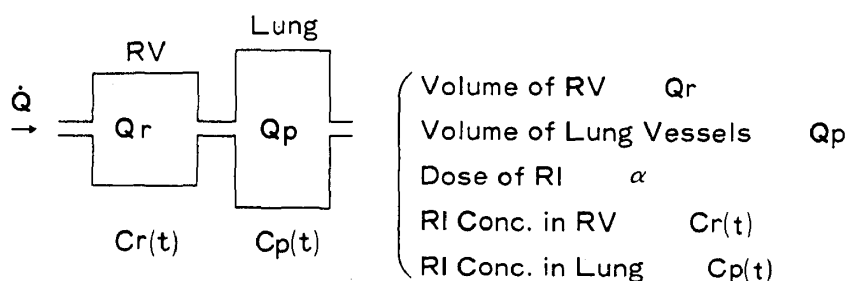 RV
Lung
Q̇
→
Qr
Qp
Cr(t)
Cp(t)
Volume of RV Qr
Volume of Lung Vessels Qp
Dose of RI α
RI Conc. in RV Cr(t)
RI Conc. in Lung Cp(t)